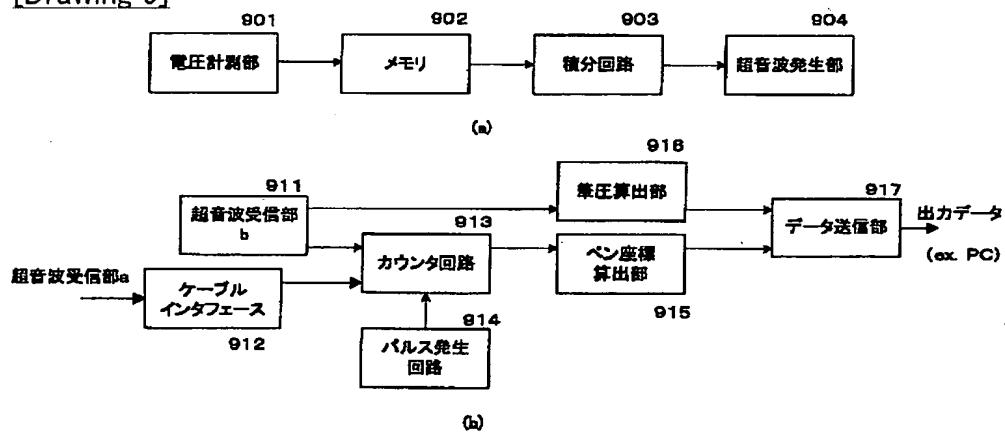 901
902
903
904
電圧計測部
メモリ
積分回路
超音波発生部
(a)
916
911
筆圧算出部
917
超音波受信部
b
913
データ送信部
出力データ
(ex. PC)
カウンタ回路
ペン座標
算出部
超音波受信部a
ケーブル
インタフェース
914
915
912
パルス発生
回路
(b)